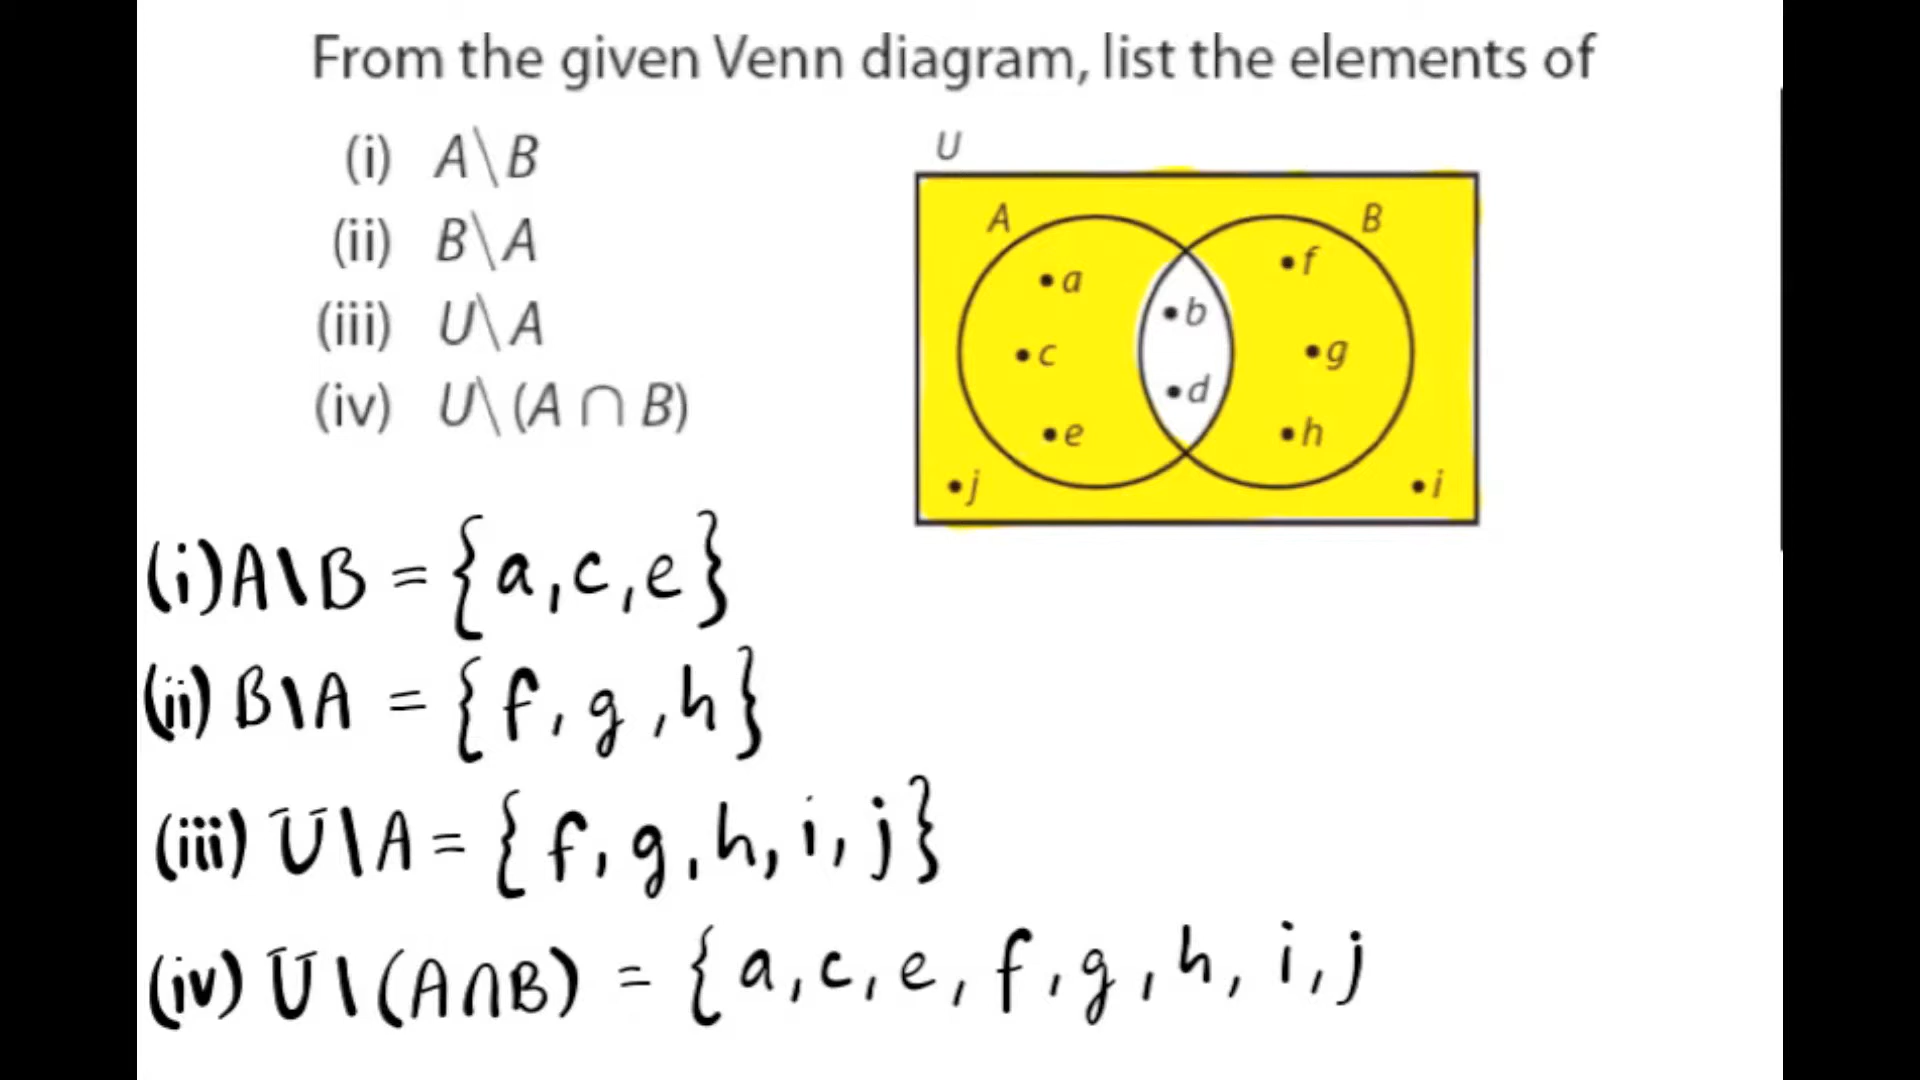 From the given Venn diagram, list the elements of
(i) A\B
(ii) B\A
(iii) U\A
(iv) U\(A ∩ B)
U
A
B
•a
•f
•b
•c
•g
•d
•e
•h
•j
•i
(i) A\B = {a, c, e}
(ii) B\A = {f, g, h}
(iii) U\A = {f, g, h, i, j}
(iv) U\(A∩B) = {a, c, e, f, g, h, i, j